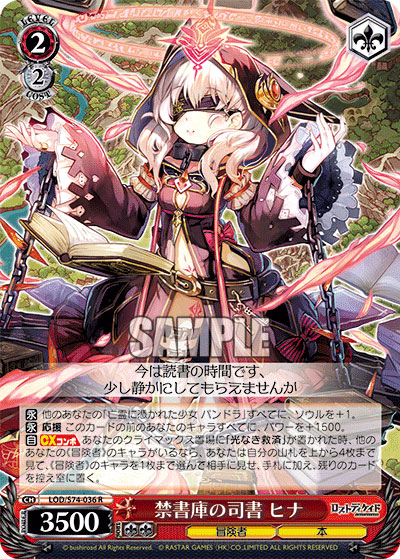 LEVEL
2
2
COST
SAMPLE
今は読書の時間です、
少し静かにしてもらえませんか
永 他のあなたの「亡霊に憑かれた少女 パンドラ」すべてに、ソウルを＋1。
永 応援 このカードの前のあなたのキャラすべてに、パワーを＋1500。
自 CXコンボ あなたのクライマックス置場に「光なき救済」が置かれた時、他の
あなたの《冒険者》のキャラがいるなら、あなたは自分の山札を上から4枚まで
見て、《冒険者》のキャラを1枚まで選んで相手に見せ、手札に加え、残りのカード
を控え室に置く。
CH LOD/S74-036 R
禁書庫の司書 ヒナ
ロストディケイド
3500
冒険者 本
© bushiroad All Rights Reserved. © RASTAR GAMES (HK) CO.,LIMITED ALL RIGHTS RESERVED